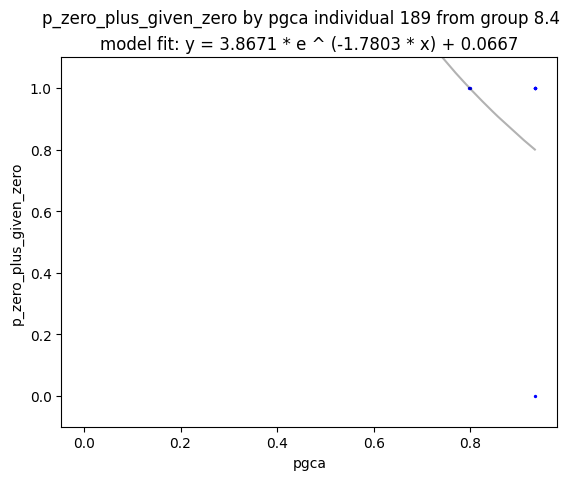 p_zero_plus_given_zero by pgca individual 189 from group 8.4
model fit: y = 3.8671 * e ^ (-1.7803 * x) + 0.0667
p_zero_plus_given_zero
1.0
0.8
0.6
0.4
0.2
0.0
0.0 0.2 0.4 0.6 0.8
pgca